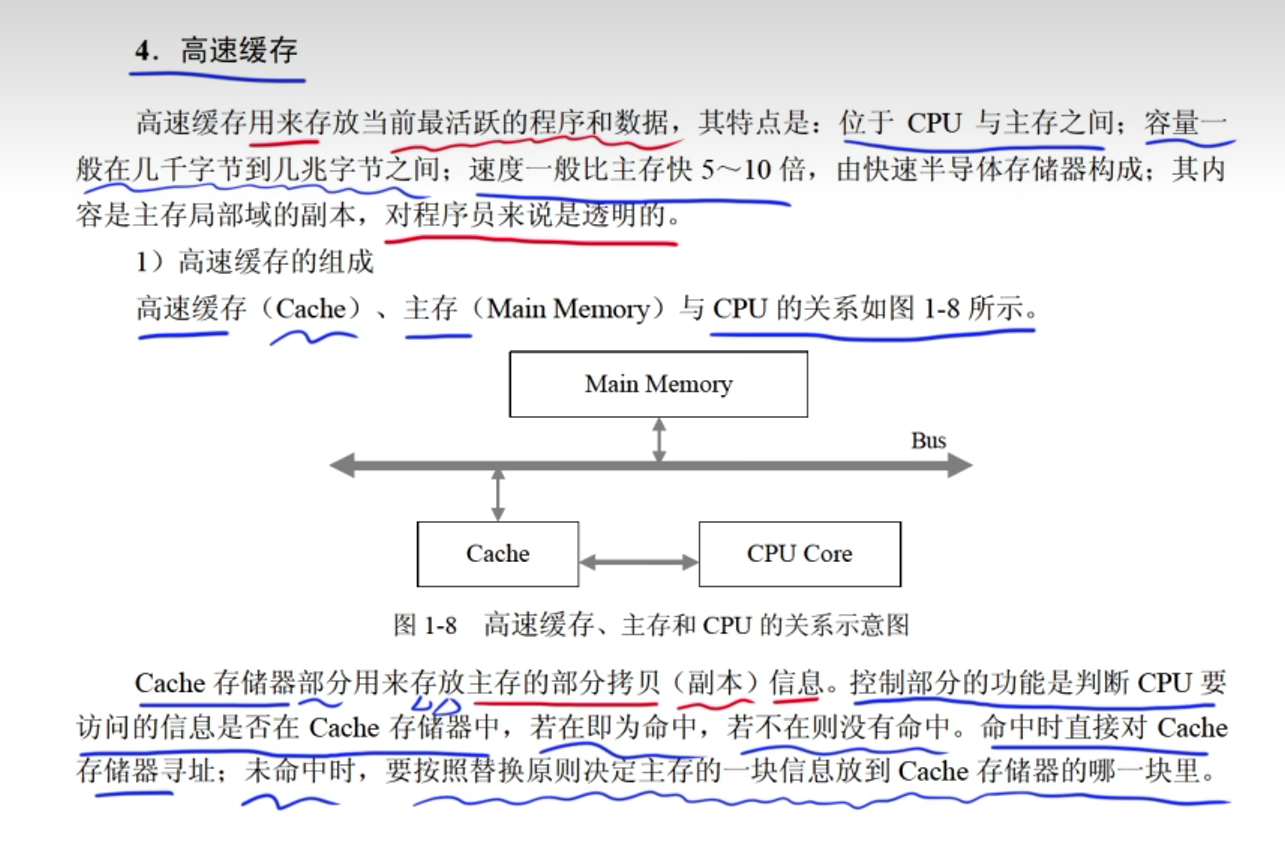 4．高速缓存
高速缓存用来存放当前最活跃的程序和数据，其特点是：位于 CPU 与主存之间；容量一
般在几千字节到几兆字节之间；速度一般比主存快 5～10 倍，由快速半导体存储器构成；其内
容是主存局部域的副本，对程序员来说是透明的。
1）高速缓存的组成
高速缓存（Cache）、主存（Main Memory）与 CPU 的关系如图 1-8 所示。
Main Memory
Bus
Cache
CPU Core
图 1-8 高速缓存、主存和 CPU 的关系示意图
Cache 存储器部分用来存放主存的部分拷贝（副本）信息。控制部分的功能是判断 CPU 要
访问的信息是否在 Cache 存储器中，若在即为命中，若不在则没有命中。命中时直接对 Cache
存储器寻址；未命中时，要按照替换原则决定主存的一块信息放到 Cache 存储器的哪一块里。